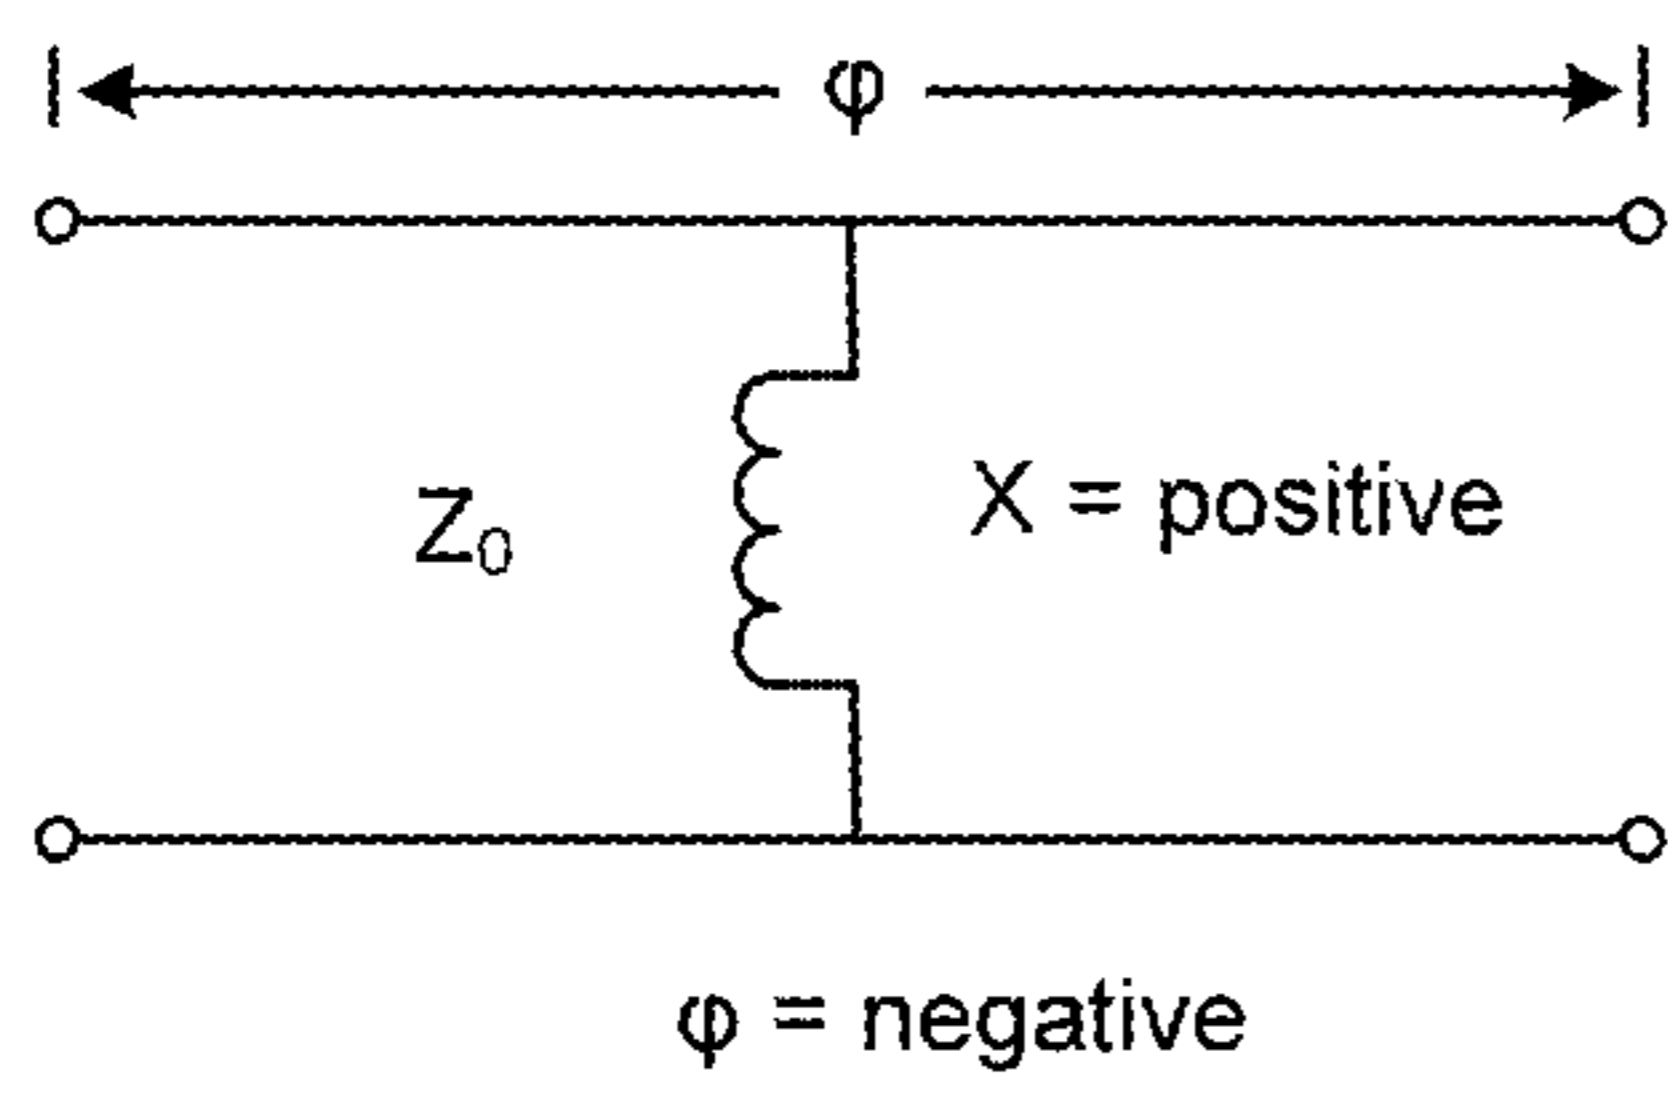 φ
Z₀
X = positive
φ = negative